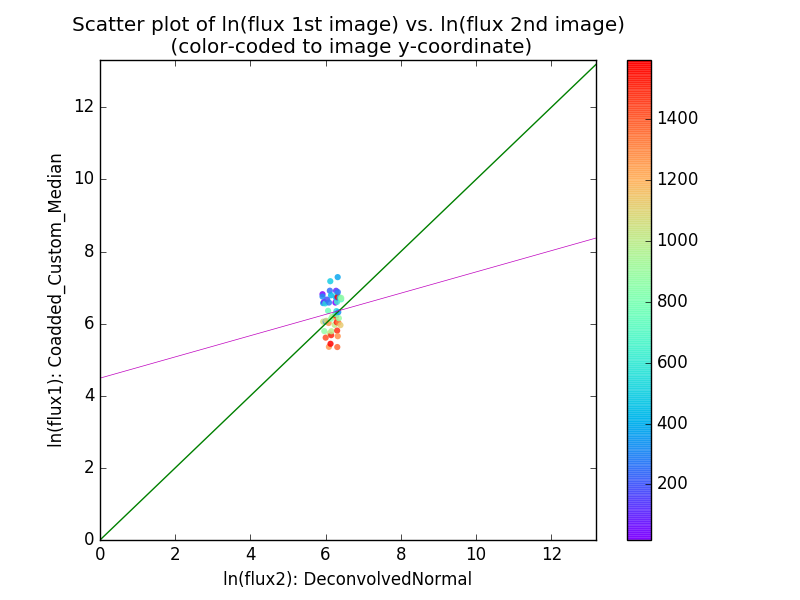 Scatter plot of ln(flux 1st image) vs. ln(flux 2nd image)
(color-coded to image y-coordinate)
ln(flux1): Coadded_Custom_Median
12
10
8
6
4
2
0
0 2 4 6 8 10 12
ln(flux2): DeconvolvedNormal
1400
1200
1000
800
600
400
200